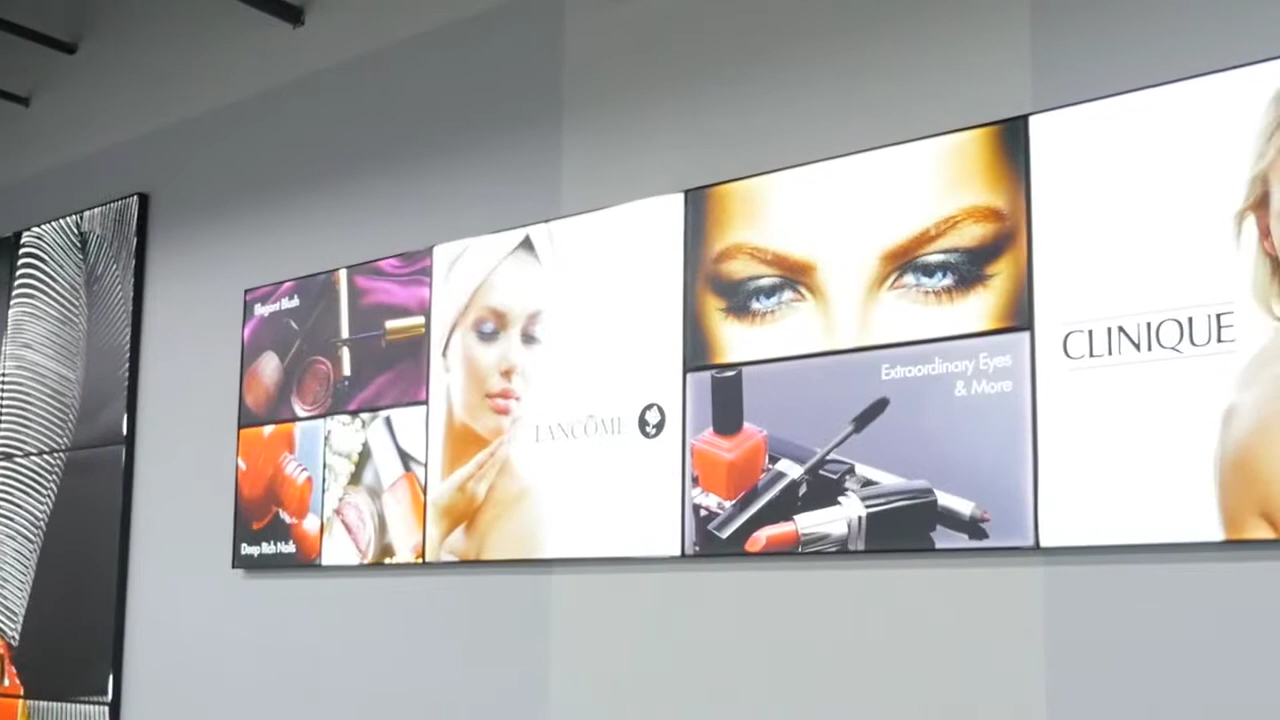 Elegant Blush
Deep Rich Nails
LANCÔME
Extraordinary Eyes
& More
CLINIQUE